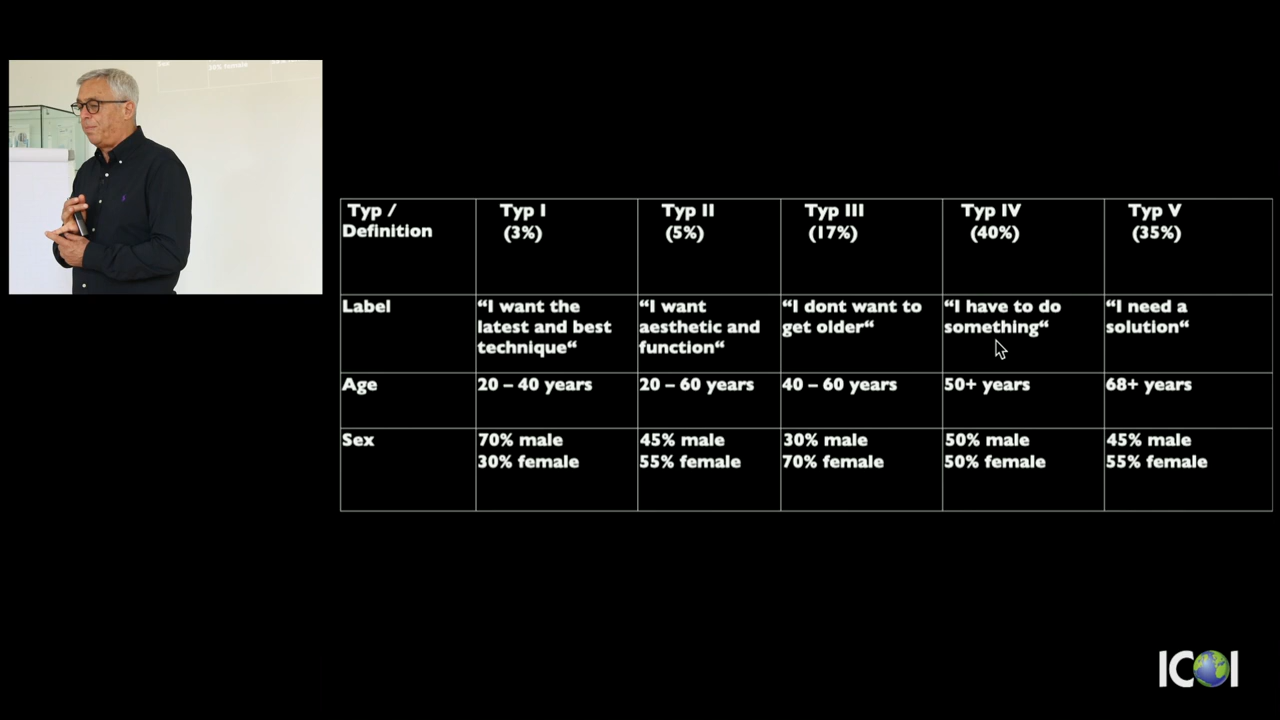 Typ /
Definition
Typ I
(3%)
Typ II
(5%)
Typ III
(17%)
Typ IV
(40%)
Typ V
(35%)
Label
“I want the
latest and best
technique“
“I want
aesthetic and
function“
“I dont want to
get older“
“I have to do
something“
“I need a
solution“
Age
20 – 40 years
20 – 60 years
40 – 60 years
50+ years
68+ years
Sex
70% male
30% female
45% male
55% female
30% male
70% female
50% male
50% female
45% male
55% female
ICOI